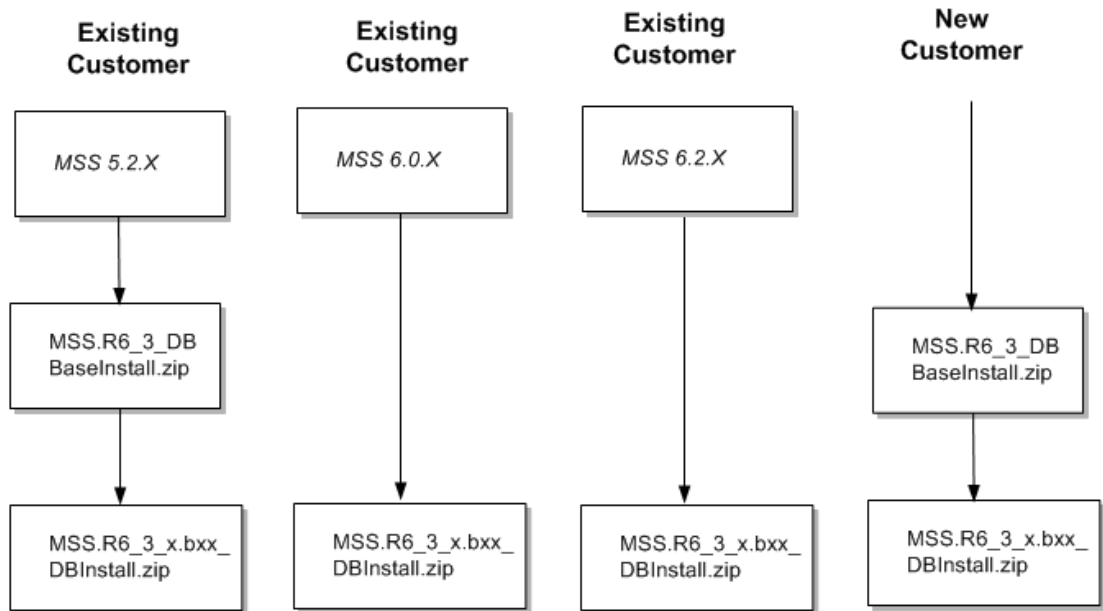 Existing
Customer
Existing
Customer
Existing
Customer
New
Customer
MSS 5.2.X
MSS 6.0.X
MSS 6.2.X
MSS.R6_3_DB
BaseInstall.zip
MSS.R6_3_DB
BaseInstall.zip
MSS.R6_3_x.bxx_
DBInstall.zip
MSS.R6_3_x.bxx_
DBInstall.zip
MSS.R6_3_x.bxx_
DBInstall.zip
MSS.R6_3_x.bxx_
DBInstall.zip